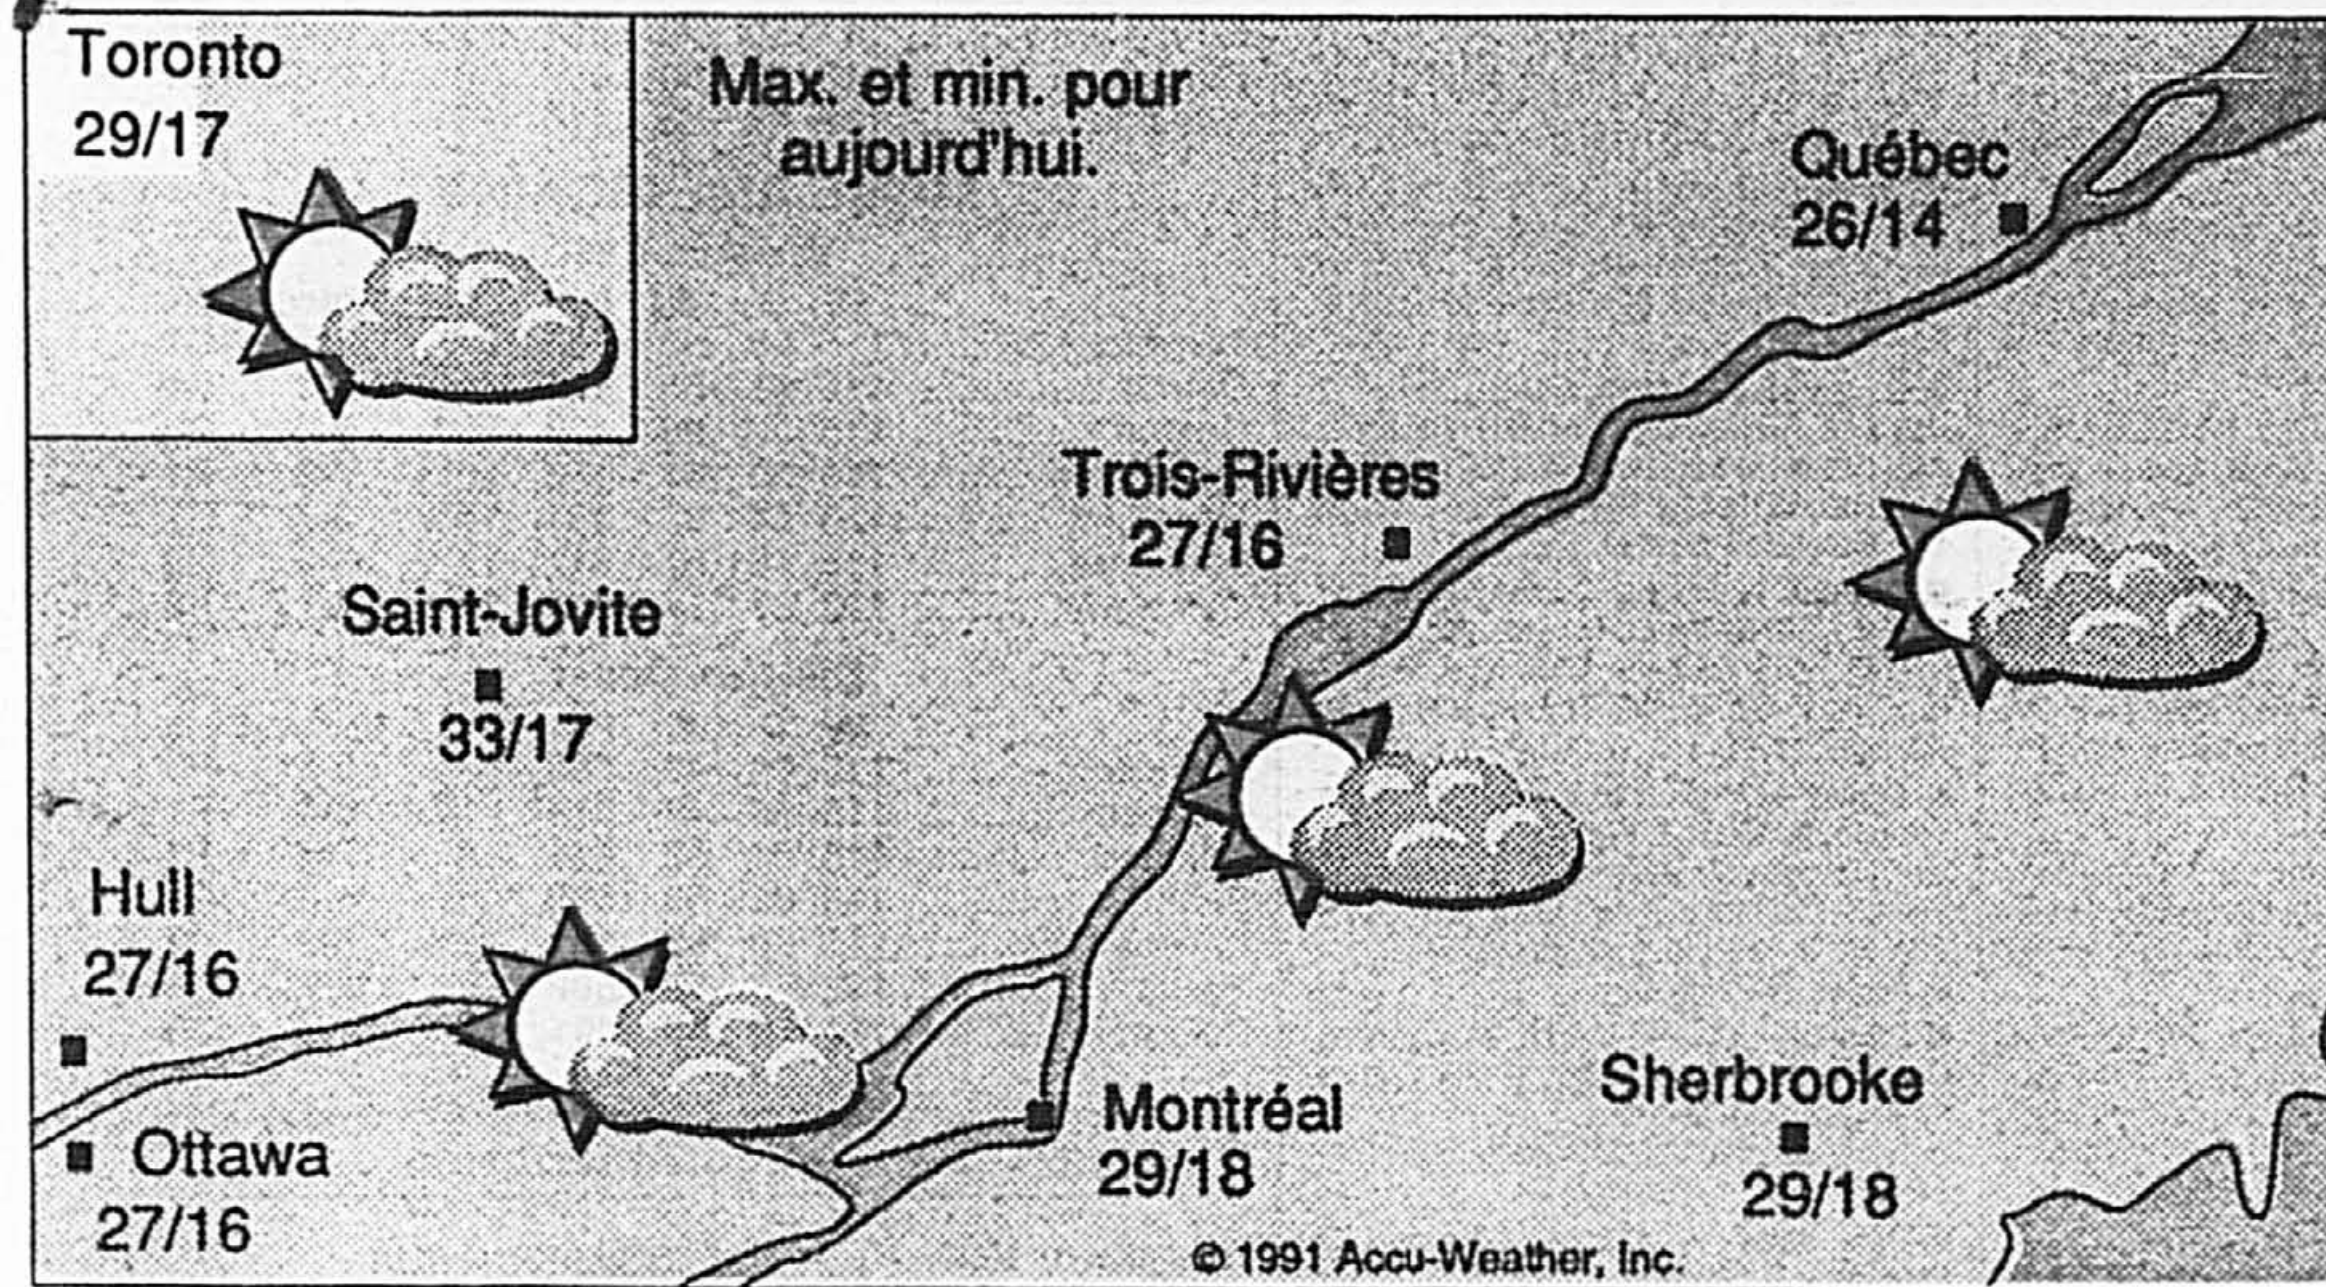 Toronto
29/17
Max. et min. pour
aujourd'hui.
Québec
26/14
Trois-Rivières
27/16
Saint-Jovite
33/17
Hull
27/16
Ottawa
27/16
Montréal
29/18
Sherbrooke
29/18
© 1991 Accu-Weather, Inc.